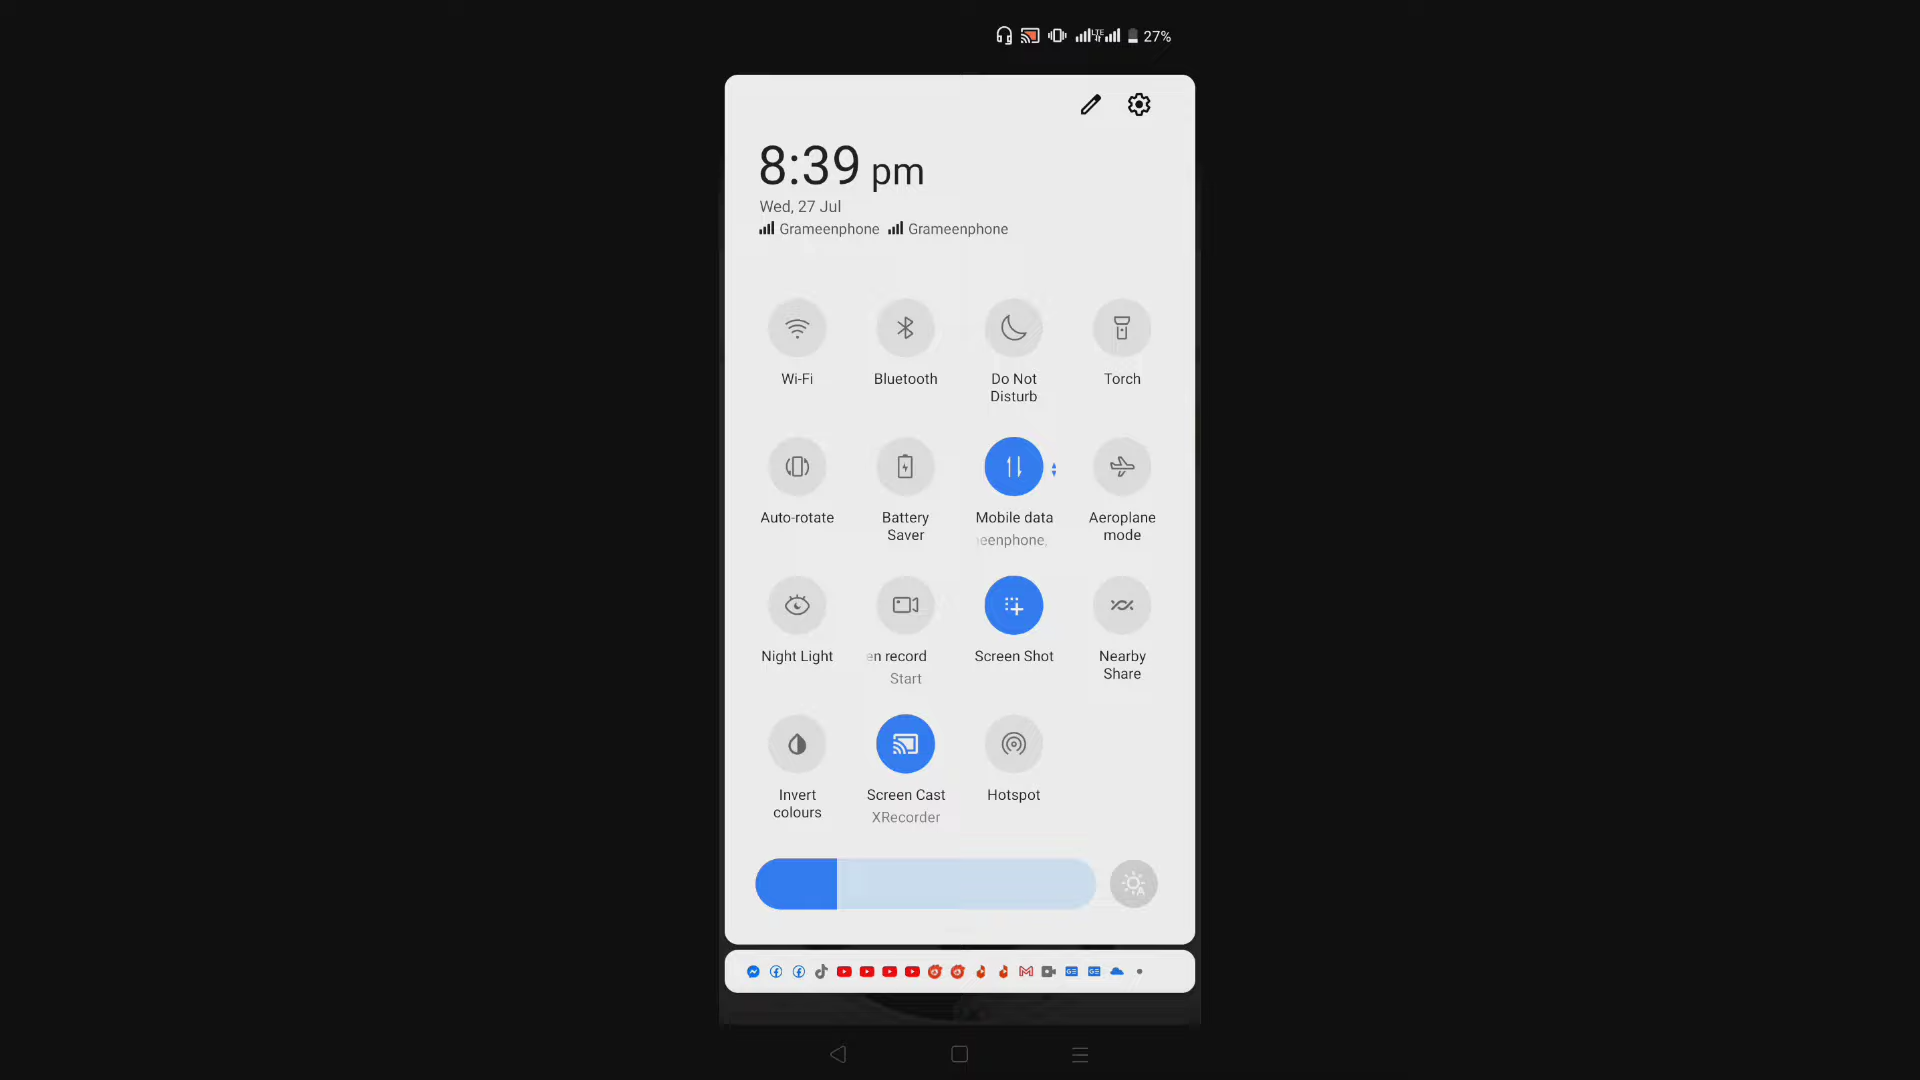 LTE 27%
8:39 pm
Wed, 27 Jul
Grameenphone Grameenphone
Wi-Fi Bluetooth Do Not Disturb Torch
Auto-rotate Battery Saver Mobile data Aeroplane mode
eenphone,
Night Light en record Screen Shot Nearby Share
Start
Invert colours Screen Cast Hotspot
XRecorder